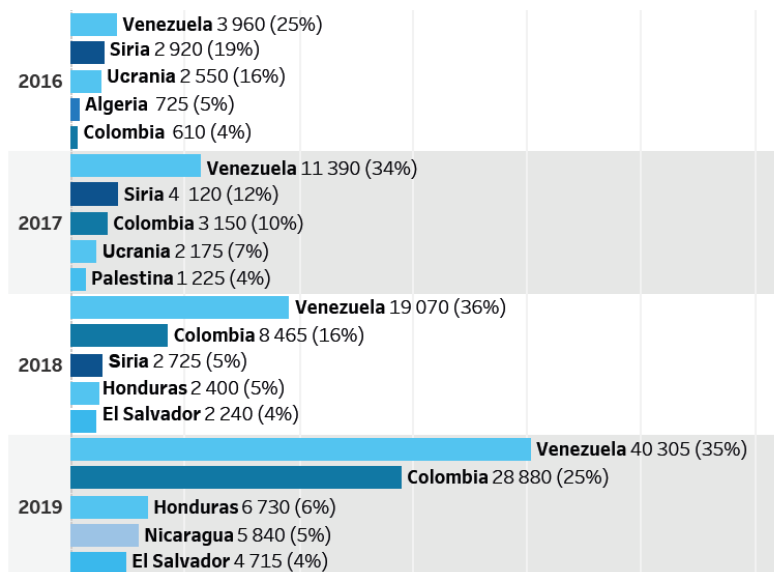 2016
Venezuela 3 960 (25%)
Siria 2 920 (19%)
Ucrania 2 550 (16%)
Algeria 725 (5%)
Colombia 610 (4%)
2017
Venezuela 11 390 (34%)
Siria 4 120 (12%)
Colombia 3 150 (10%)
Ucrania 2 175 (7%)
Palestina 1 225 (4%)
2018
Venezuela 19 070 (36%)
Colombia 8 465 (16%)
Siria 2 725 (5%)
Honduras 2 400 (5%)
El Salvador 2 240 (4%)
2019
Venezuela 40 305 (35%)
Colombia 28 880 (25%)
Honduras 6 730 (6%)
Nicaragua 5 840 (5%)
El Salvador 4 715 (4%)